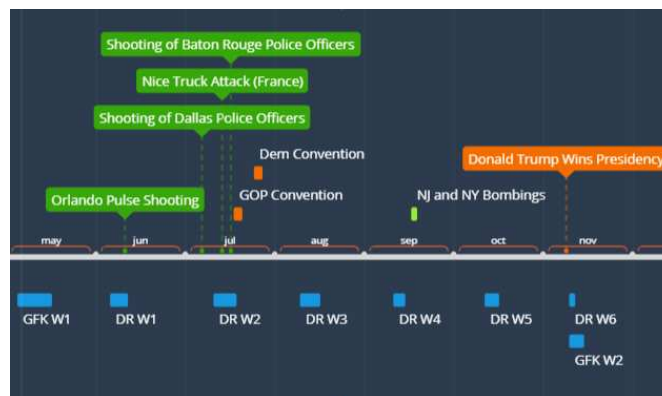 Shooting of Baton Rouge Police Officers
Nice Truck Attack (France)
Shooting of Dallas Police Officers
Dem Convention
Donald Trump Wins Presidency
Orlando Pulse Shooting
GOP Convention
NJ and NY Bombings
may jun jul aug sep oct nov
GFK W1 DR W1 DR W2 DR W3 DR W4 DR W5 DR W6
GFK W2